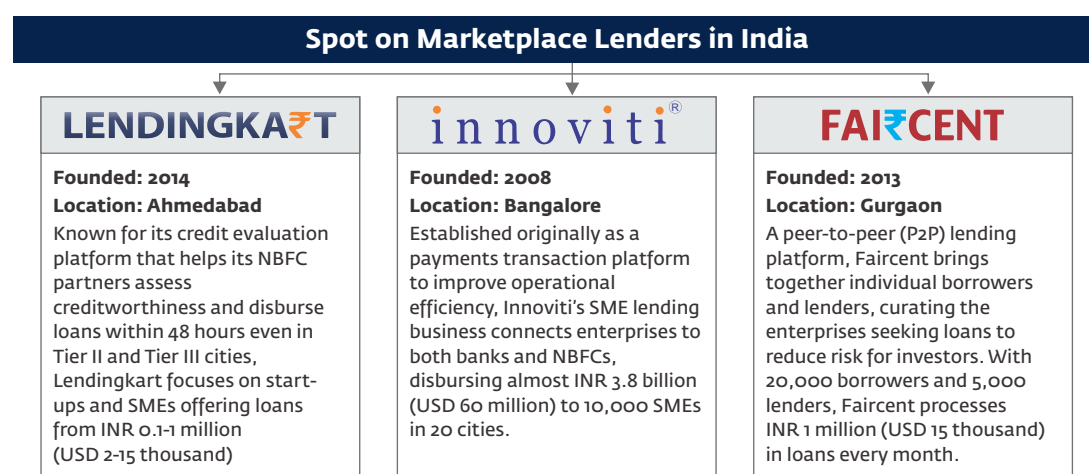 Spot on Marketplace Lenders in India
LENDINGKA₹T
Founded: 2014
Location: Ahmedabad
Known for its credit evaluation
platform that helps its NBFC
partners assess
creditworthiness and disburse
loans within 48 hours even in
Tier II and Tier III cities,
Lendingkart focuses on start-
ups and SMEs offering loans
from INR 0.1-1 million
(USD 2-15 thousand)
innoviti®
Founded: 2008
Location: Bangalore
Established originally as a
payments transaction platform
to improve operational
efficiency, Innoviti's SME lending
business connects enterprises to
both banks and NBFCs,
disbursing almost INR 3.8 billion
(USD 60 million) to 10,000 SMEs
in 20 cities.
FAI₹CENT
Founded: 2013
Location: Gurgaon
A peer-to-peer (P2P) lending
platform, Faircent brings
together individual borrowers
and lenders, curating the
enterprises seeking loans to
reduce risk for investors. With
20,000 borrowers and 5,000
lenders, Faircent processes
INR 1 million (USD 15 thousand)
in loans every month.